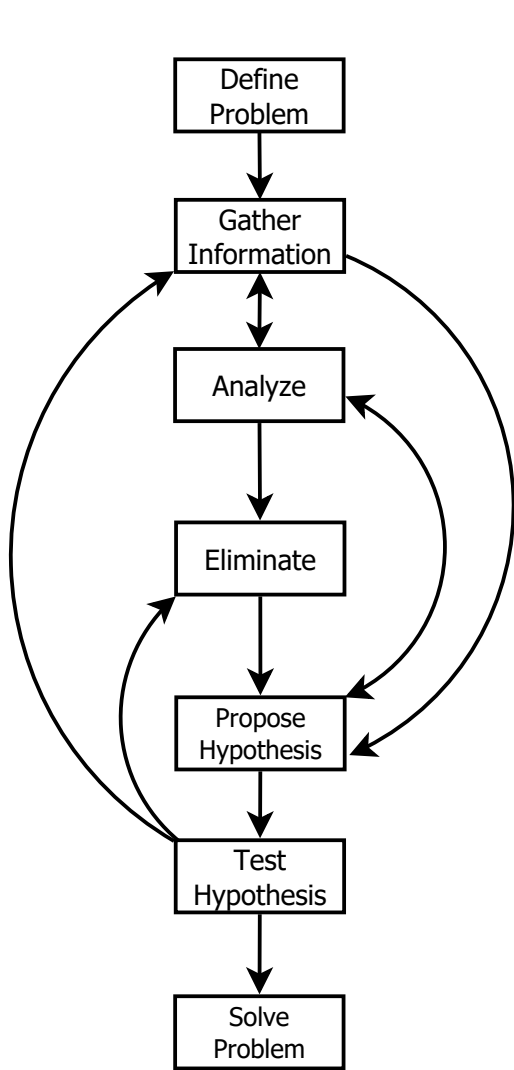 Define
Problem
Gather
Information
Analyze
Eliminate
Propose
Hypothesis
Test
Hypothesis
Solve
Problem